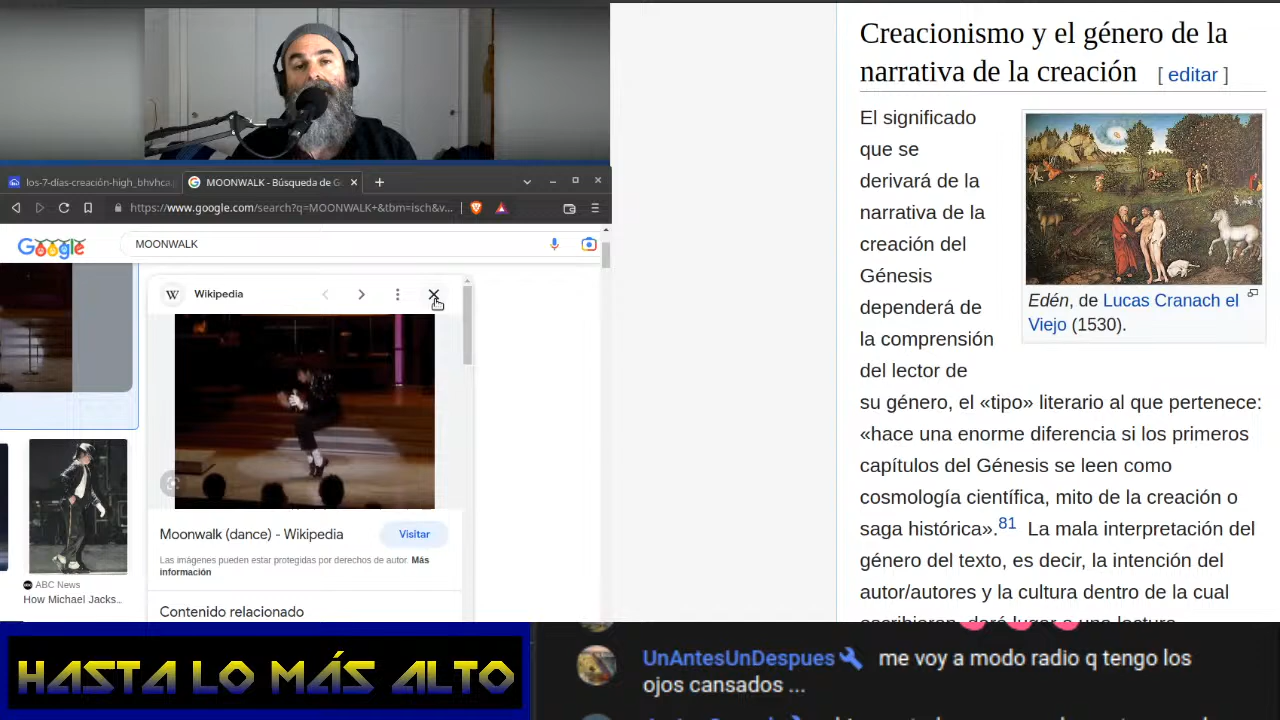 los-7-dias-creación-high_bhvhca.j
MOONWALK - Búsqueda de G
https://www.google.com/search?q=MOONWALK+&tbm=isch&v...
Google
MOONWALK
W
Wikipedia
Moonwalk (dance) - Wikipedia
Visitar
Las imágenes pueden estar protegidas por derechos de autor. Más
información
Contenido relacionado
ABC News
How Michael Jacks...
Creacionismo y el género de la
narrativa de la creación [ editar ]
El significado
que se
derivará de la
narrativa de la
creación del
Génesis
dependerá de
la comprensión
del lector de
Edén, de Lucas Cranach el
Viejo (1530).
su género, el «tipo» literario al que pertenece:
«hace una enorme diferencia si los primeros
capítulos del Génesis se leen como
cosmología científica, mito de la creación o
saga histórica».81 La mala interpretación del
género del texto, es decir, la intención del
autor/autores y la cultura dentro de la cual
HASTA LO MÁS ALTO
UnAntesUnDespues me voy a modo radio q tengo los
ojos cansados ...